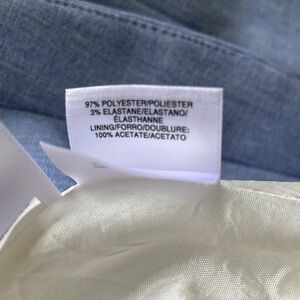 97% POLYESTER/POLIESTER
3% ELASTANE/ELASTANO/
ÉLASTHANNE
LINING/FORRO/DOUBLURE:
100% ACETATE/ACETATO